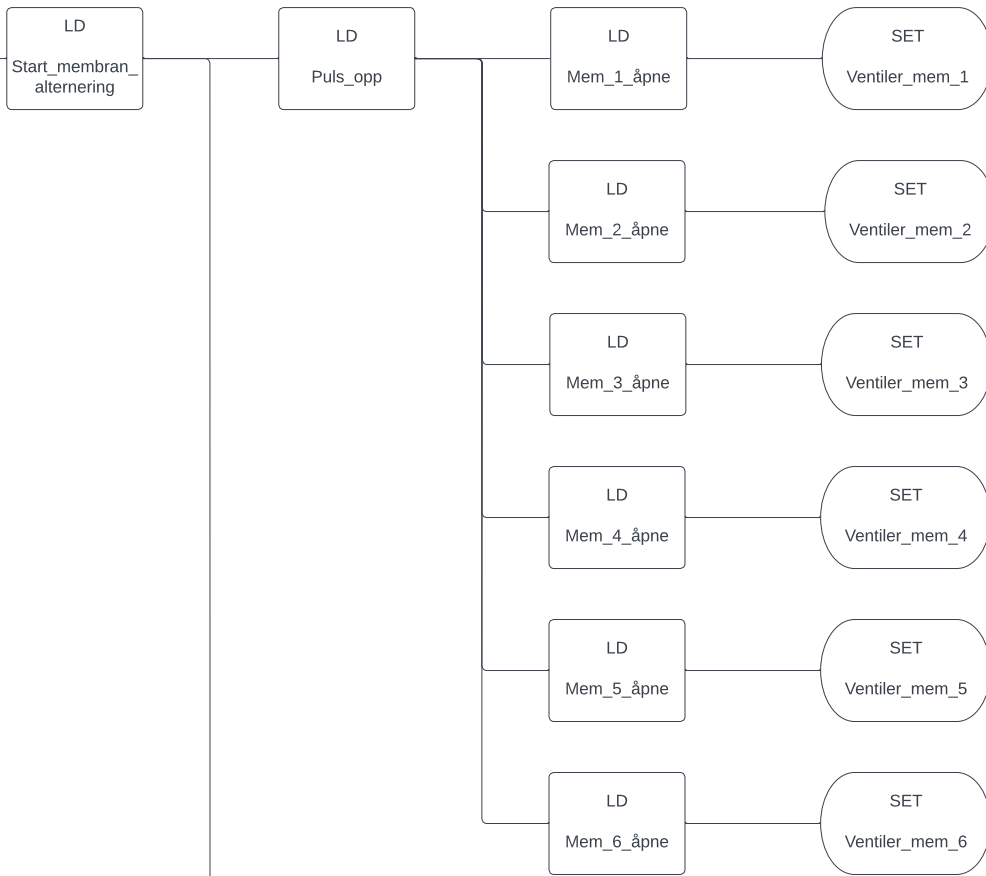 LD
Start_membran_
alternering
LD
Puls_opp
LD
Mem_1_åpne
SET
Ventiler_mem_1
LD
Mem_2_åpne
SET
Ventiler_mem_2
LD
Mem_3_åpne
SET
Ventiler_mem_3
LD
Mem_4_åpne
SET
Ventiler_mem_4
LD
Mem_5_åpne
SET
Ventiler_mem_5
LD
Mem_6_åpne
SET
Ventiler_mem_6